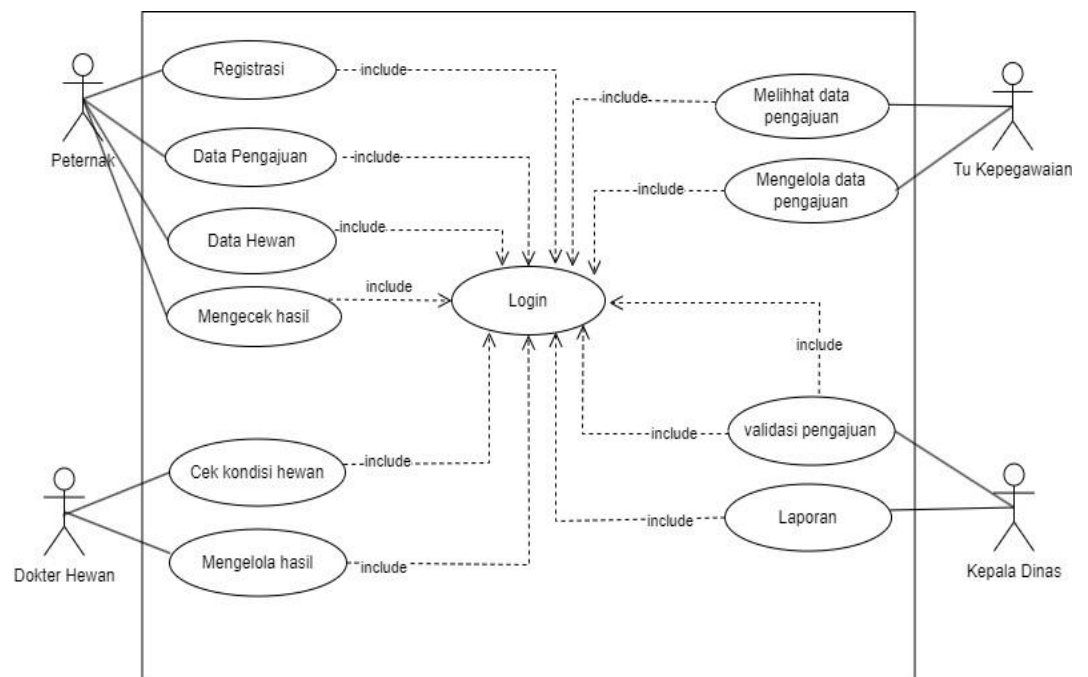 Registrasi
include
Peternak
Data Pengajuan
include
Data Hewan
include
Mengecek hasil
include
Login
include
Melihhat data
pengajuan
include
Mengelola data
pengajuan
Tu Kepegawaian
include
include
validasi pengajuan
include
Laporan
Kepala Dinas
Cek kondisi hewan
include
Mengelola hasil
include
Dokter Hewan